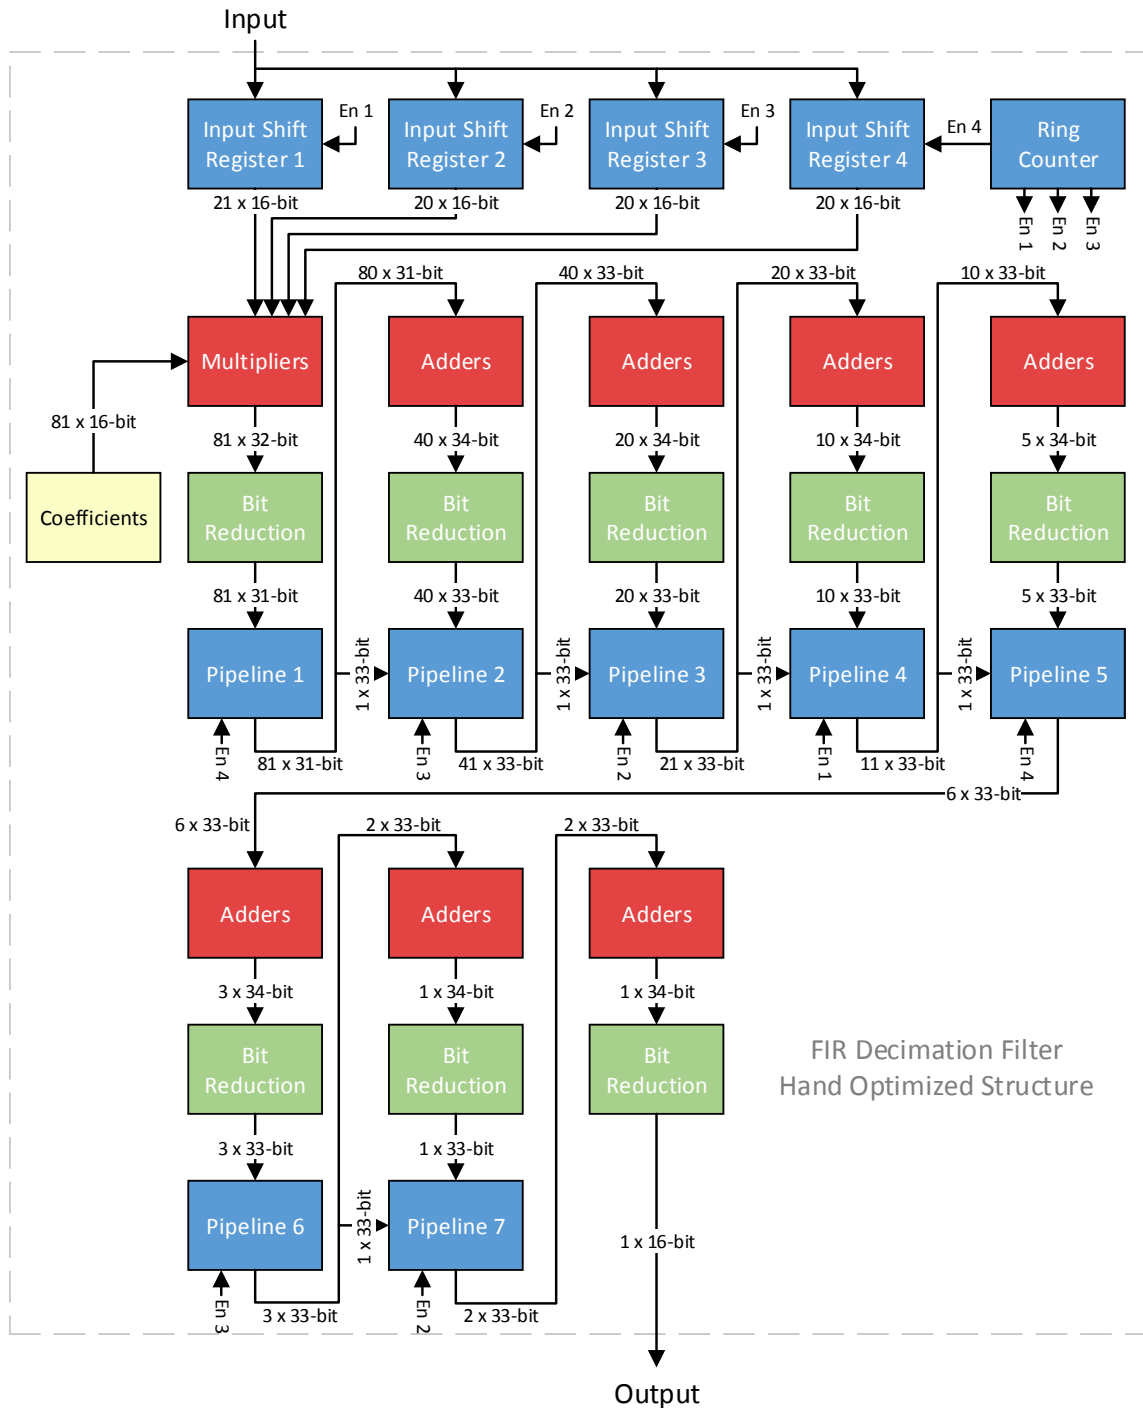 Input
En 1
En 2
En 3
Input Shift
Register 1
Input Shift
Register 2
Input Shift
Register 3
Input Shift
Register 4
En 4
Ring
Counter
21 x 16-bit
20 x 16-bit
20 x 16-bit
20 x 16-bit
En 1
En 2
En 3
80 x 31-bit
40 x 33-bit
20 x 33-bit
10 x 33-bit
Multipliers
Adders
Adders
Adders
Adders
81 x 16-bit
81 x 32-bit
40 x 34-bit
20 x 34-bit
10 x 34-bit
5 x 34-bit
Coefficients
Bit
Reduction
Bit
Reduction
Bit
Reduction
Bit
Reduction
Bit
Reduction
81 x 31-bit
40 x 33-bit
20 x 33-bit
10 x 33-bit
5 x 33-bit
Pipeline 1
1 x 33-bit
Pipeline 2
1 x 33-bit
Pipeline 3
1 x 33-bit
Pipeline 4
1 x 33-bit
Pipeline 5
En 4
81 x 31-bit
En 3
41 x 33-bit
En 2
21 x 33-bit
En 1
11 x 33-bit
En 4
6 x 33-bit
6 x 33-bit
2 x 33-bit
2 x 33-bit
Adders
Adders
Adders
3 x 34-bit
1 x 34-bit
1 x 34-bit
Bit
Reduction
Bit
Reduction
Bit
Reduction
FIR Decimation Filter
Hand Optimized Structure
3 x 33-bit
1 x 33-bit
Pipeline 6
1 x 33-bit
Pipeline 7
1 x 16-bit
En 3
3 x 33-bit
En 2
2 x 33-bit
Output